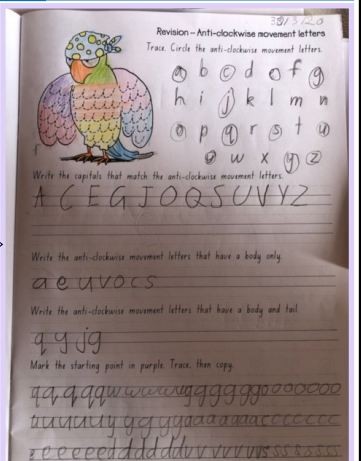 30/3/20
Revision – Anti-clockwise movement letters
Trace. Circle the anti-clockwise movement letters.
a b c d e f g
h i j k l m n
o p q r s t u
v w x y z
Write the capitals that match the anti-clockwise movement letters.
A C E G J O Q S U V Y Z
Write the anti-clockwise movement letters that have a body only.
a e u v o c s
Write the anti-clockwise movement letters that have a body and tail.
q y j g
Mark the starting point in purple. Trace, then copy.